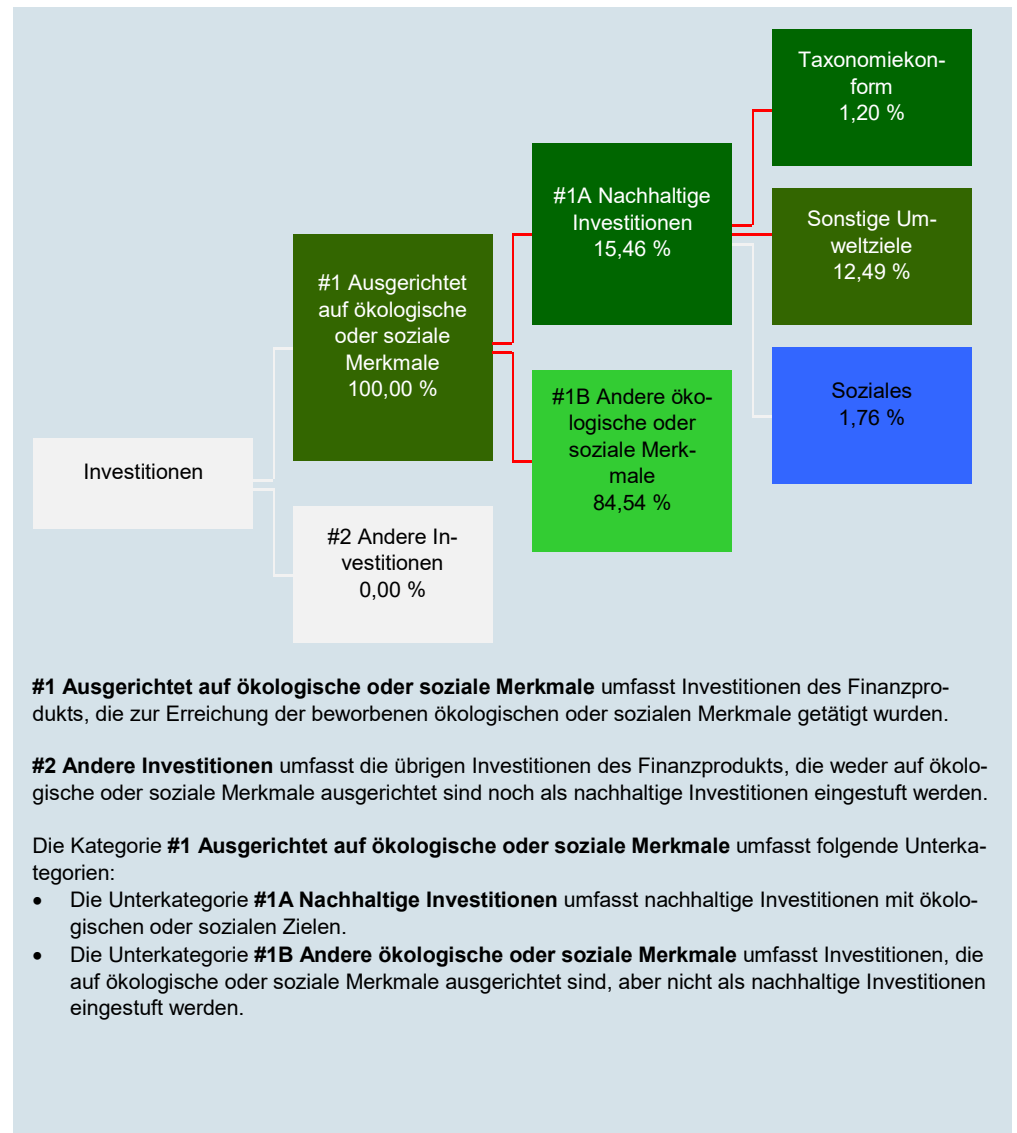 Taxonomiekon-
form
1,20 %
#1A Nachhaltige
Investitionen
15,46 %
Sonstige Um-
weltziele
12,49 %
#1 Ausgerichtet
auf ökologische
oder soziale
Merkmale
100,00 %
Soziales
1,76 %
#1B Andere öko-
logische oder
soziale Merk-
male
84,54 %
Investitionen
#2 Andere In-
vestitionen
0,00 %
#1 Ausgerichtet auf ökologische oder soziale Merkmale umfasst Investitionen des Finanzpro-
dukts, die zur Erreichung der beworbenen ökologischen oder sozialen Merkmale getätigt wurden.
#2 Andere Investitionen umfasst die übrigen Investitionen des Finanzprodukts, die weder auf ökolo-
gische oder soziale Merkmale ausgerichtet sind noch als nachhaltige Investitionen eingestuft werden.
Die Kategorie #1 Ausgerichtet auf ökologische oder soziale Merkmale umfasst folgende Unterka-
tegorien:
• Die Unterkategorie #1A Nachhaltige Investitionen umfasst nachhaltige Investitionen mit ökolo-
gischen oder sozialen Zielen.
• Die Unterkategorie #1B Andere ökologische oder soziale Merkmale umfasst Investitionen, die
auf ökologische oder soziale Merkmale ausgerichtet sind, aber nicht als nachhaltige Investitionen
eingestuft werden.